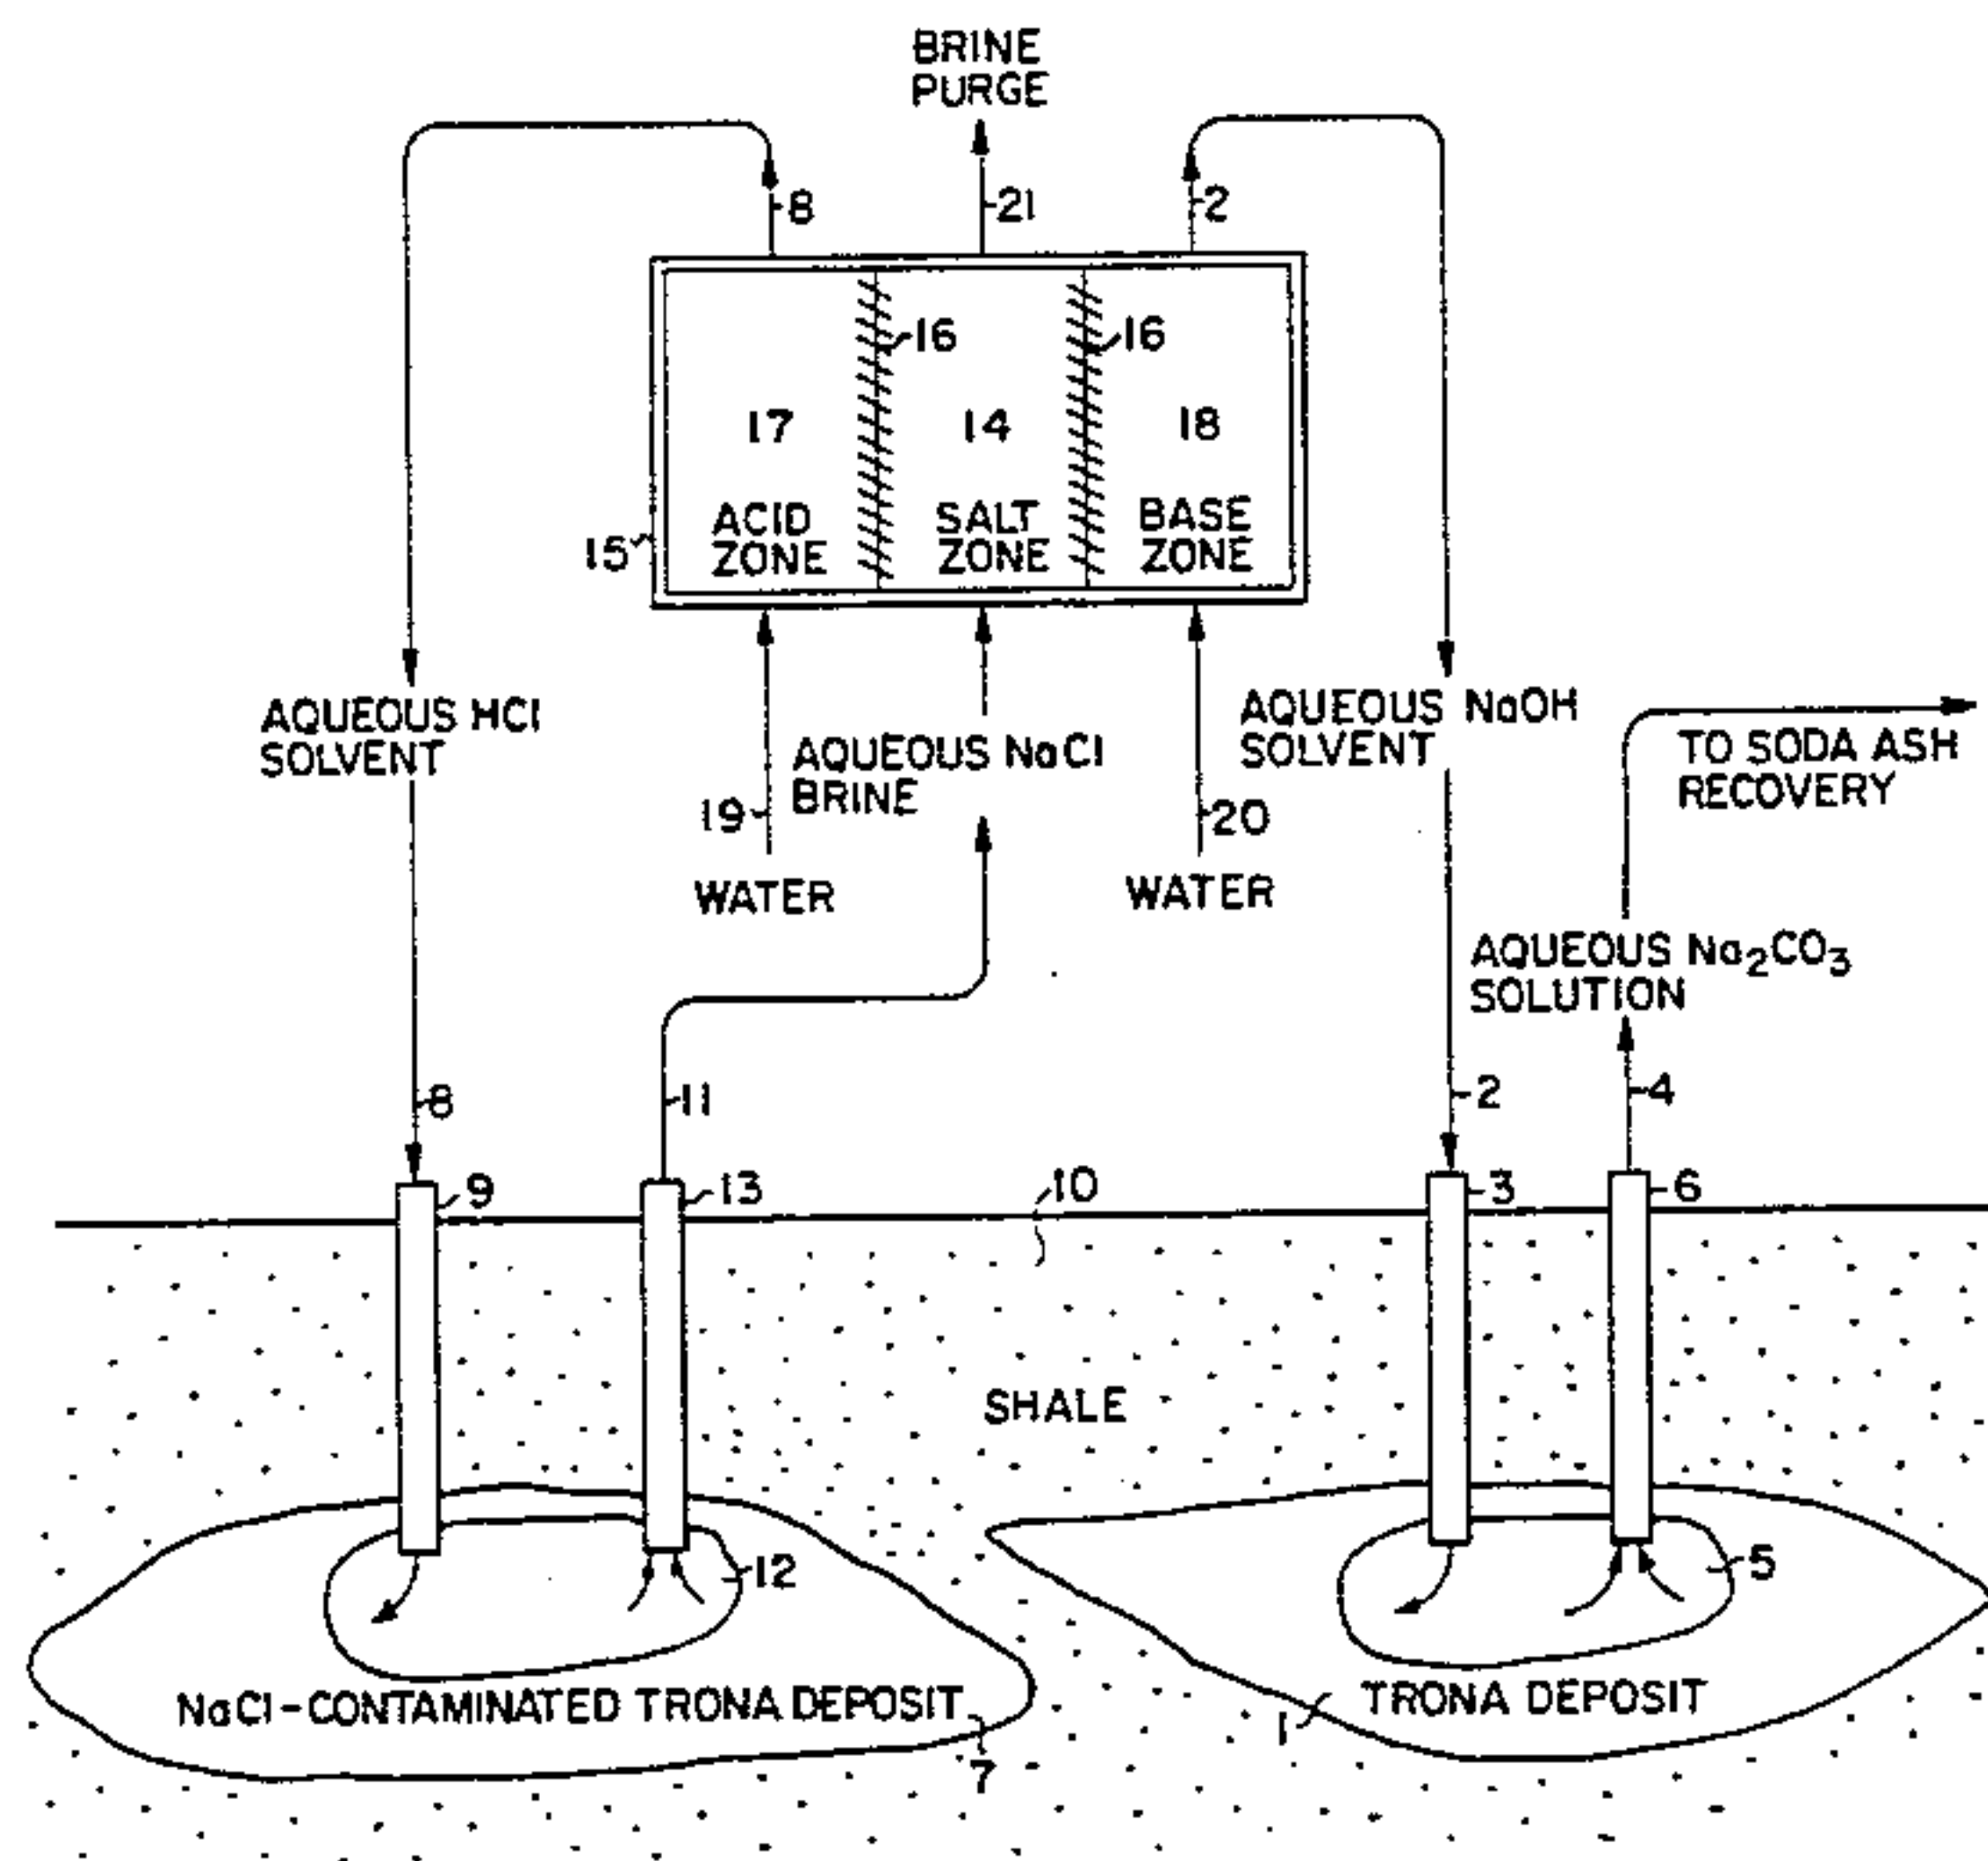 BRINE
PURGE
8
21
2
16
16
17
14
18
ACID
ZONE
SALT
ZONE
BASE
ZONE
15
AQUEOUS HCl
SOLVENT
AQUEOUS NaCl
BRINE
AQUEOUS NaOH
SOLVENT
TO SODA ASH
RECOVERY
19
20
WATER
WATER
AQUEOUS Na2CO3
SOLUTION
8
11
2
4
9
13
10
3
6
SHALE
12
5
NaCl-CONTAMINATED TRONA DEPOSIT
TRONA DEPOSIT
1
7